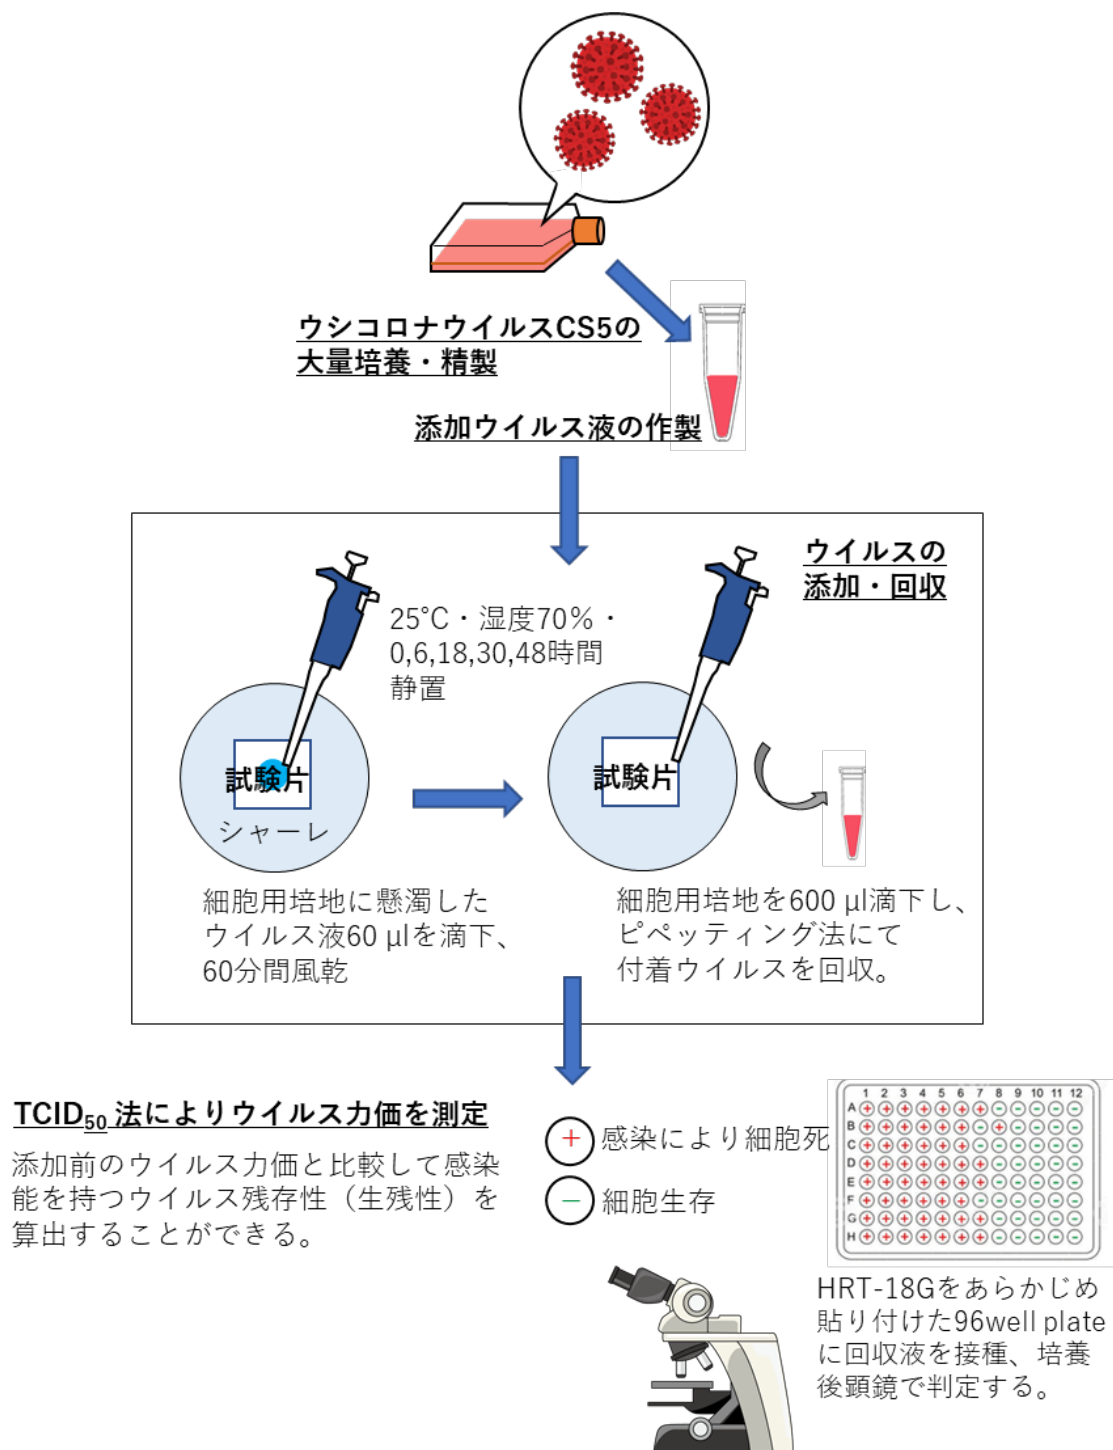 ウシコロナウイルスCS5の
大量培養・精製
添加ウイルス液の作製
ウイルスの
添加・回収
25℃・湿度70%・
0,6,18,30,48時間
静置
試験片
シャーレ
試験片
細胞用培地に懸濁した
ウイルス液60 µlを滴下、
60分間風乾
細胞用培地を600 µl滴下し、
ピペッティング法にて
付着ウイルスを回収。
TCID50 法によりウイルス力価を測定
添加前のウイルス力価と比較して感染
能を持つウイルス残存性（生残性）を
算出することができる。
+ 感染により細胞死
− 細胞生存
1 2 3 4 5 6 7 8 9 10 11 12
A + + + + + + + − − − − −
B + + + + + + − + − − − −
C + + + + + + − − − − − −
D + + + + + + + − − − − −
E + + + + + + + − − − − −
F + + + + + + − − − − − −
G + + + + + + + − − − − −
H + + + + + + + − − − − −
HRT-18Gをあらかじめ
貼り付けた96well plate
に回収液を接種、培養
後顕鏡で判定する。